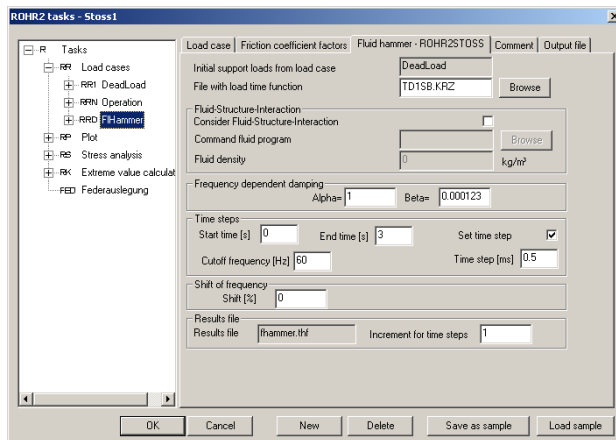 ROHR2 tasks - Stoss1
R Tasks
RR Load cases
RR1 DeadLoad
RRN Operation
RRD FlHammer
RP Plot
RS Stress analysis
RK Extreme value calculat
FED Federauslegung
Load case Friction coefficient factors Fluid hammer - ROHR2STOSS Comment Output file
Initial support loads from load case DeadLoad
File with load time function TD1SB.KRZ Browse
Fluid-Structure-Interaction
Consider Fluid-Structure-Interaction
Command fluid program Browse
Fluid density 0 kg/m³
Frequency dependent damping
Alpha= 1 Beta= 0.000123
Time steps
Start time [s] 0 End time [s] 3 Set time step
Cutoff frequency [Hz] 60 Time step [ms] 0.5
Shift of frequency
Shift [%] 0
Results file
Results file fhammer.thf Increment for time steps 1
OK Cancel New Delete Save as sample Load sample